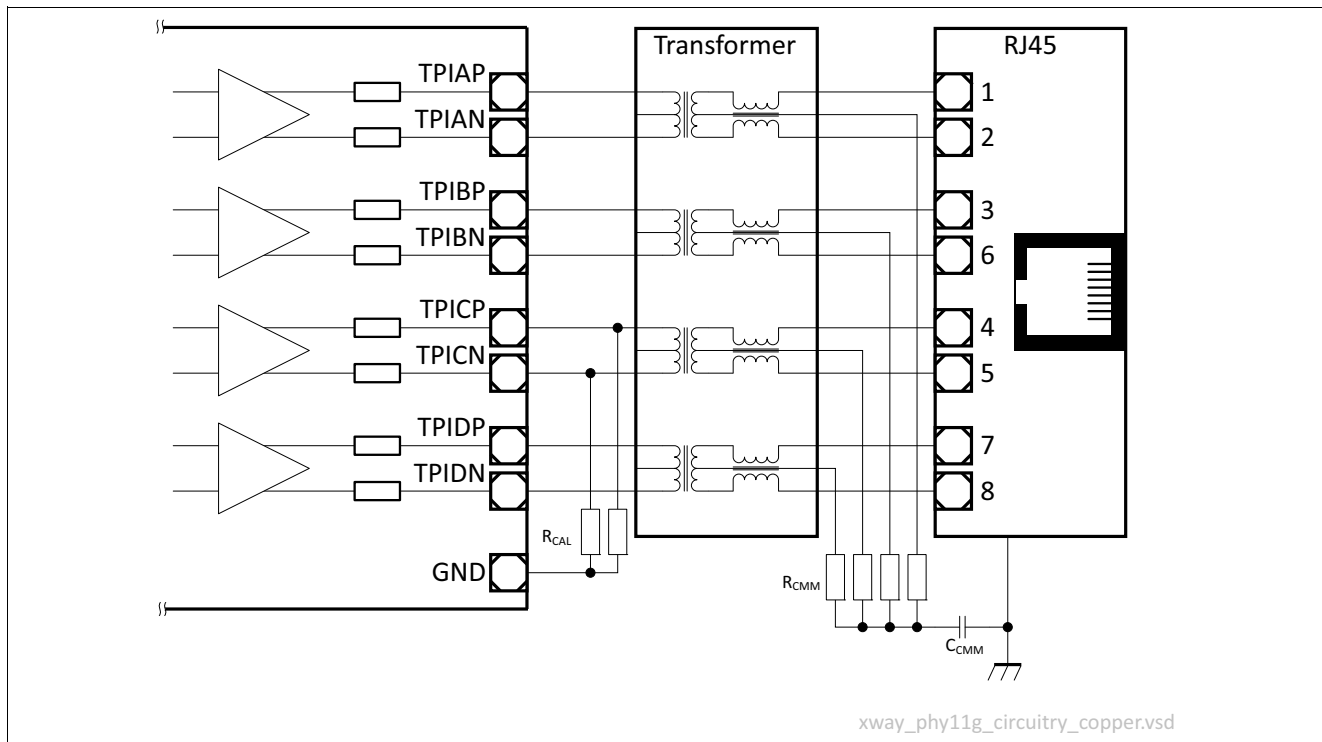 Transformer
RJ45
TPIAP
TPIAN
TPIBP
TPIBN
TPICP
TPICN
TPIDP
TPIDN
GND
1
2
3
6
4
5
7
8
RCAL
RCMM
CCMM
xway_phy11g_circuitry_copper.vsd